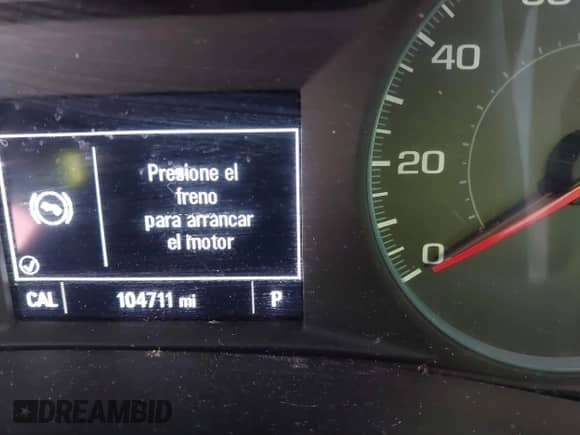 Presione el
freno
para arrancar
el motor
CAL
104711 mi
P
40
20
0
DREAMBID